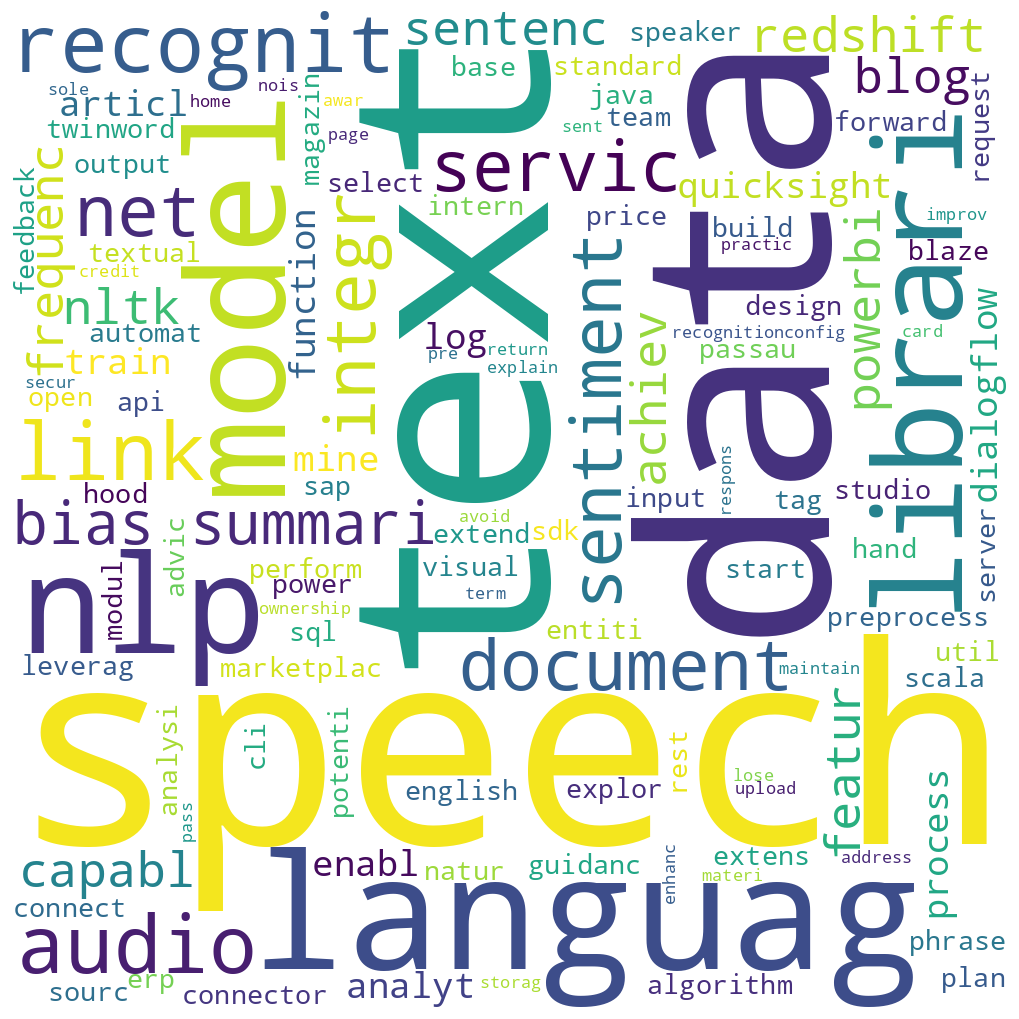 recognit
sentenc
speaker
redshift
sole
articl
home
nois
magazin
awar
base
standard
blog
request
twinword
page
text
sent
java
team
data
forward
librari
output
net
model
select
servic
quicksight
feedback
frequenc
textual
credit
function
integr
intern
price
build
practic
powerbi
improv
blaze
nltk
automat
log
pre
return
explain
sentiment
achiev
design
recognitionconfig
passau
card
dialogflow
train
secur
open
api
link
mine
hood
sap
input
respons
tag
studio
server
bias
summari
avoid
extend
sdk
hand
advic
modul
nlp
perform
power
ownership
visual
term
start
preprocess
sql
entiti
leverag
marketplac
document
maintain
util
scala
speech
analysi
cli
potenti
rest
lose
upload
featur
process
english
explor
pass
capabl
enabl
natur
guidanc
enhanc
extens
materi
address
connect
audio
languag
phrase
sourc
erp
connector
analyt
storag
algorithm
plan